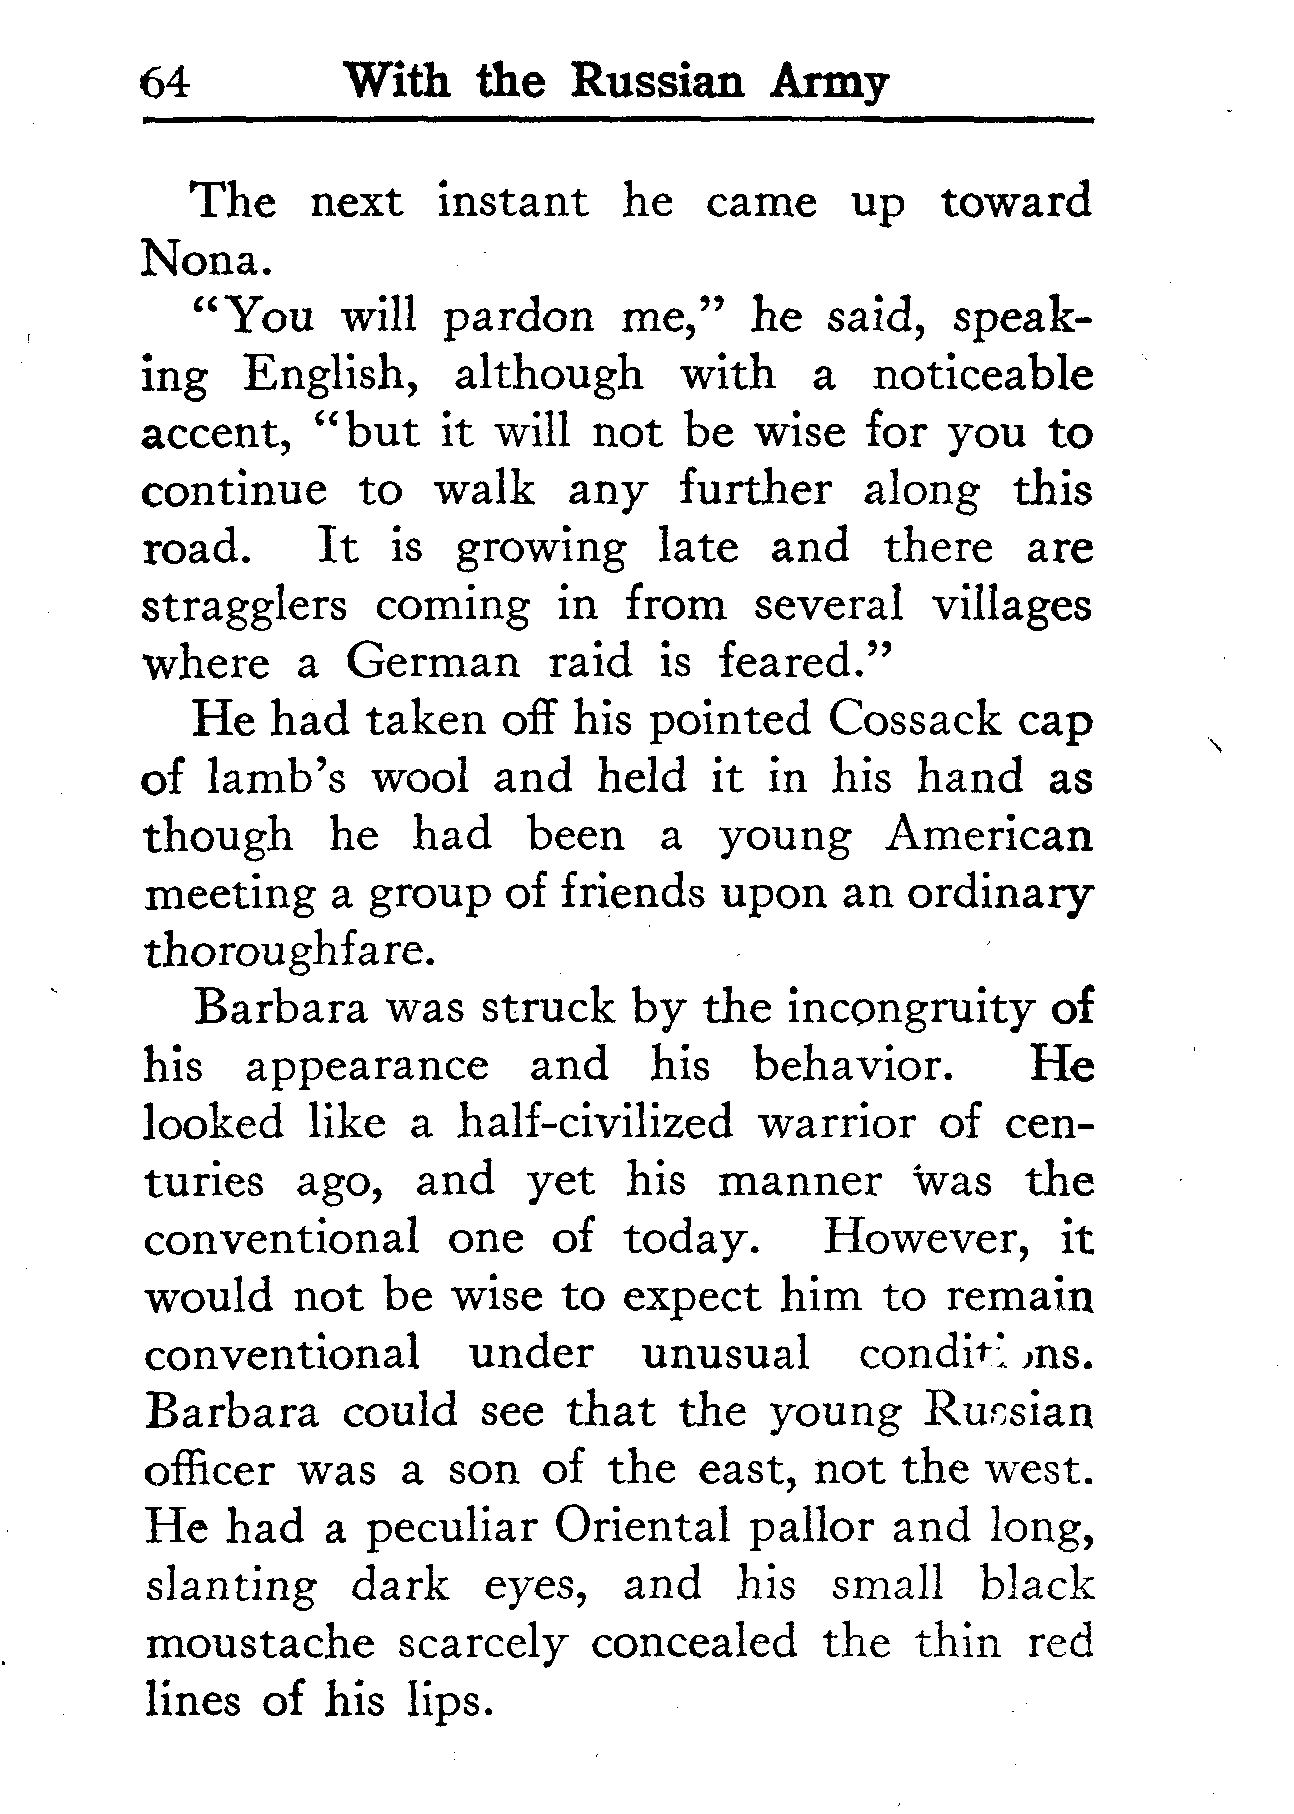 64 With the Russian Army
The next instant he came up toward
Nona.
“You will pardon me,” he said, speak-
ing English, although with a noticeable
accent, “but it will not be wise for you to
continue to walk any further along this
road. It is growing late and there are
stragglers coming in from several villages
where a German raid is feared.”
He had taken off his pointed Cossack cap
of lamb’s wool and held it in his hand as
though he had been a young American
meeting a group of friends upon an ordinary
thoroughfare.
Barbara was struck by the incongruity of
his appearance and his behavior. He
looked like a half-civilized warrior of cen-
turies ago, and yet his manner was the
conventional one of today. However, it
would not be wise to expect him to remain
conventional under unusual conditions.
Barbara could see that the young Russian
officer was a son of the east, not the west.
He had a peculiar Oriental pallor and long,
slanting dark eyes, and his small black
moustache scarcely concealed the thin red
lines of his lips.